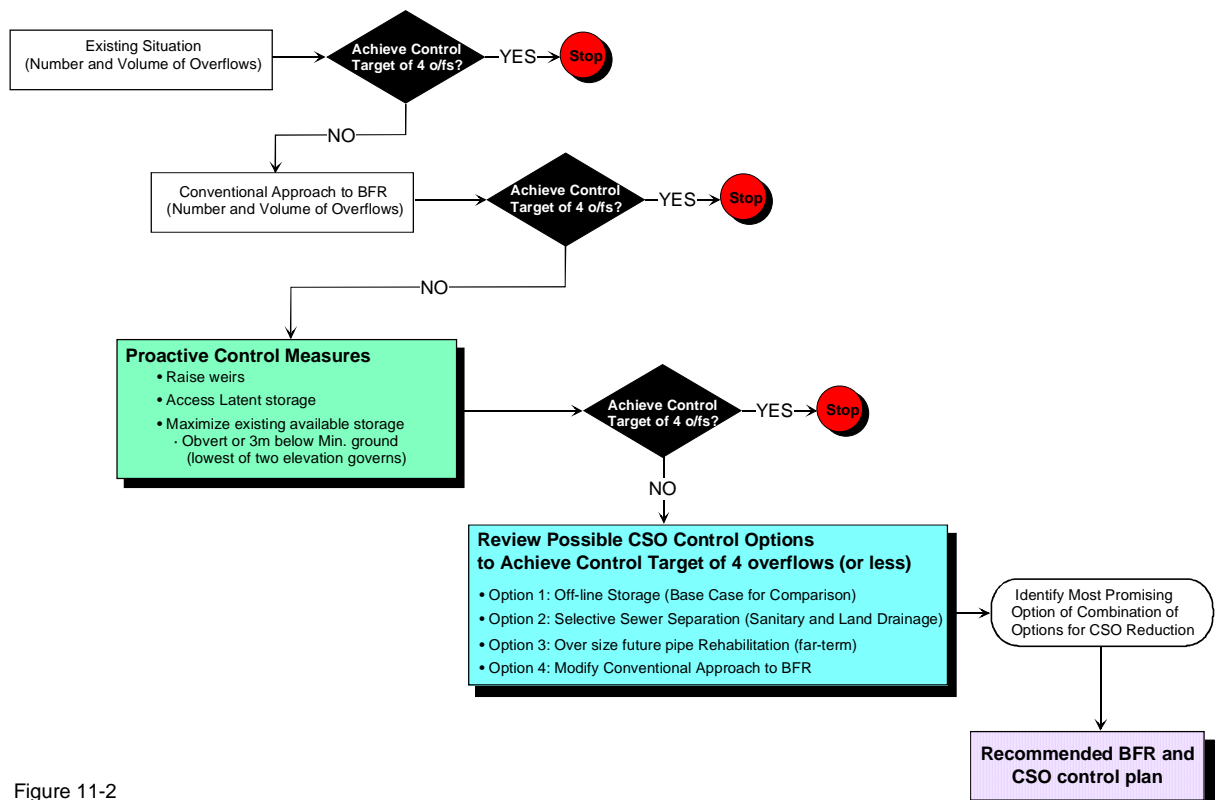 Existing Situation
(Number and Volume of Overflows)
Achieve Control
Target of 4 o/fs?
YES
Stop
NO
Conventional Approach to BFR
(Number and Volume of Overflows)
Achieve Control
Target of 4 o/fs?
YES
Stop
NO
Proactive Control Measures
• Raise weirs
• Access Latent storage
• Maximize existing available storage
· Obvert or 3m below Min. ground
(lowest of two elevation governs)
Achieve Control
Target of 4 o/fs?
YES
Stop
NO
Review Possible CSO Control Options
to Achieve Control Target of 4 overflows (or less)
• Option 1: Off-line Storage (Base Case for Comparison)
• Option 2: Selective Sewer Separation (Sanitary and Land Drainage)
• Option 3: Over size future pipe Rehabilitation (far-term)
• Option 4: Modify Conventional Approach to BFR
Identify Most Promising
Option of Combination of
Options for CSO Reduction
Recommended BFR and
CSO control plan
Figure 11-2